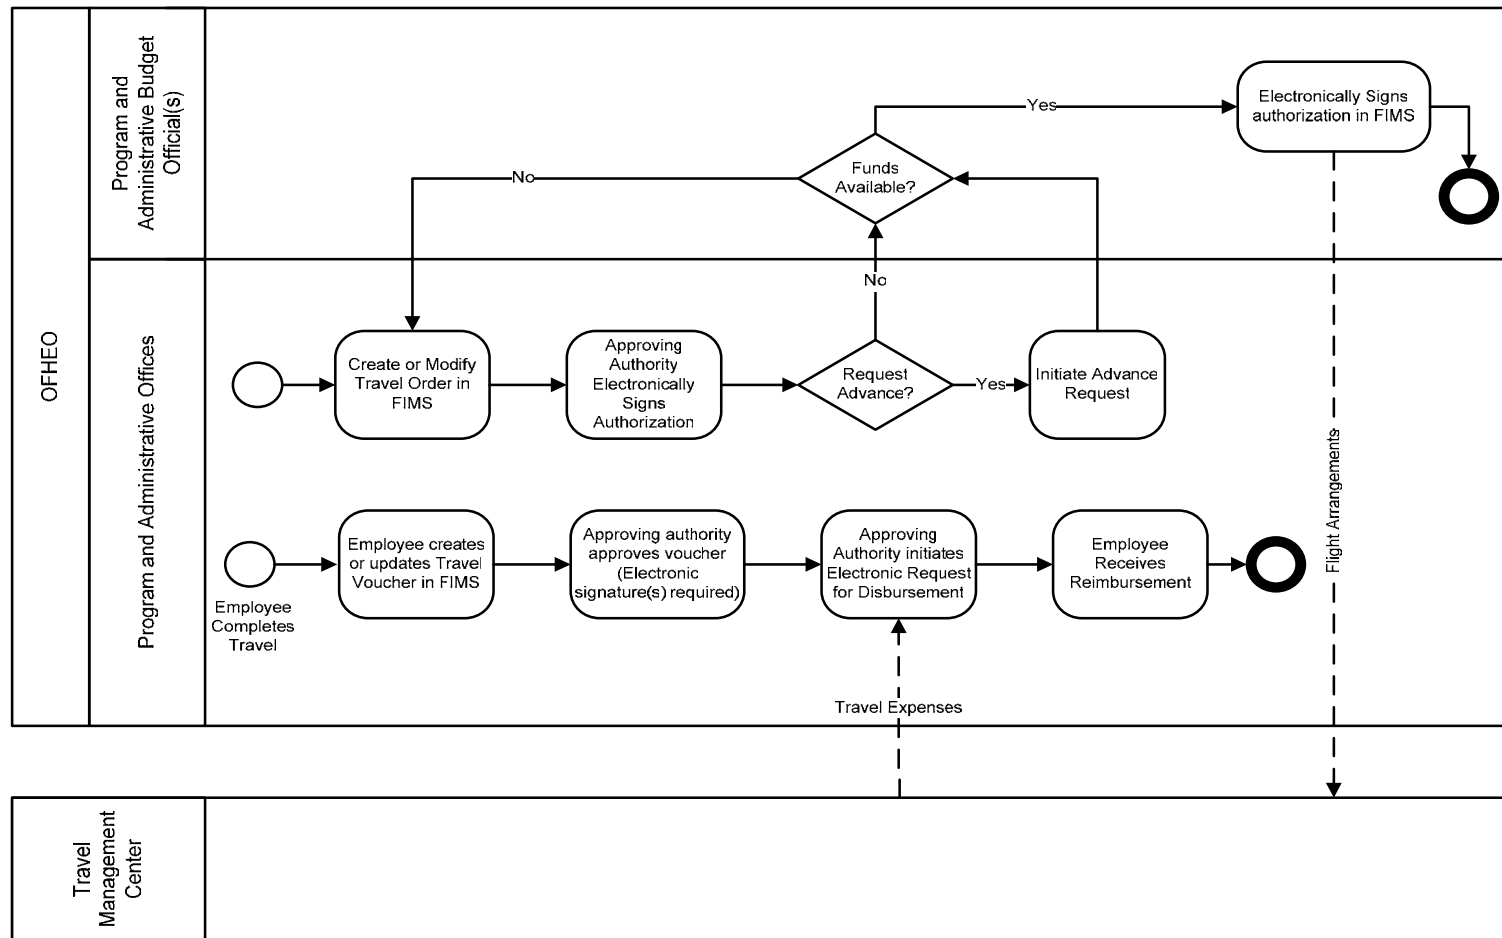 OFHEO
Program and
Administrative Budget
Official(s)
Electronically Signs
authorization in FIMS
Yes
Funds
Available?
No
No
Program and Administrative Offices
Create or Modify
Travel Order in
FIMS
Approving
Authority
Electronically
Signs
Authorization
Request
Advance?
Yes
Initiate Advance
Request
Flight Arrangements
Employee
Completes
Travel
Employee creates
or updates Travel
Voucher in FIMS
Approving authority
approves voucher
(Electronic
signature(s) required)
Approving
Authority initiates
Electronic Request
for Disbursement
Employee
Receives
Reimbursement
Travel Expenses
Travel
Management
Center